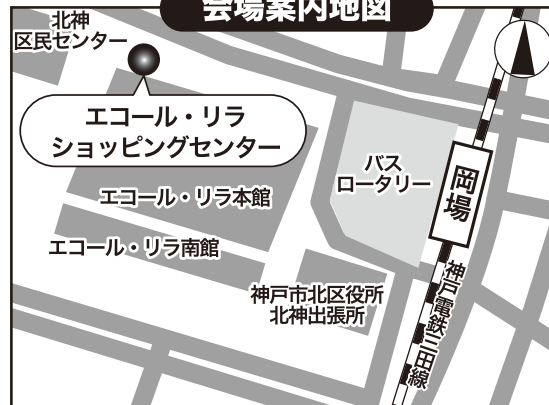 会場案内地図
北神
区民センター
エコール・リラ
ショッピングセンター
バス
ロータリー
岡場
エコール・リラ本館
エコール・リラ南館
神戸市北区役所
北神出張所
神戸電鉄三田線